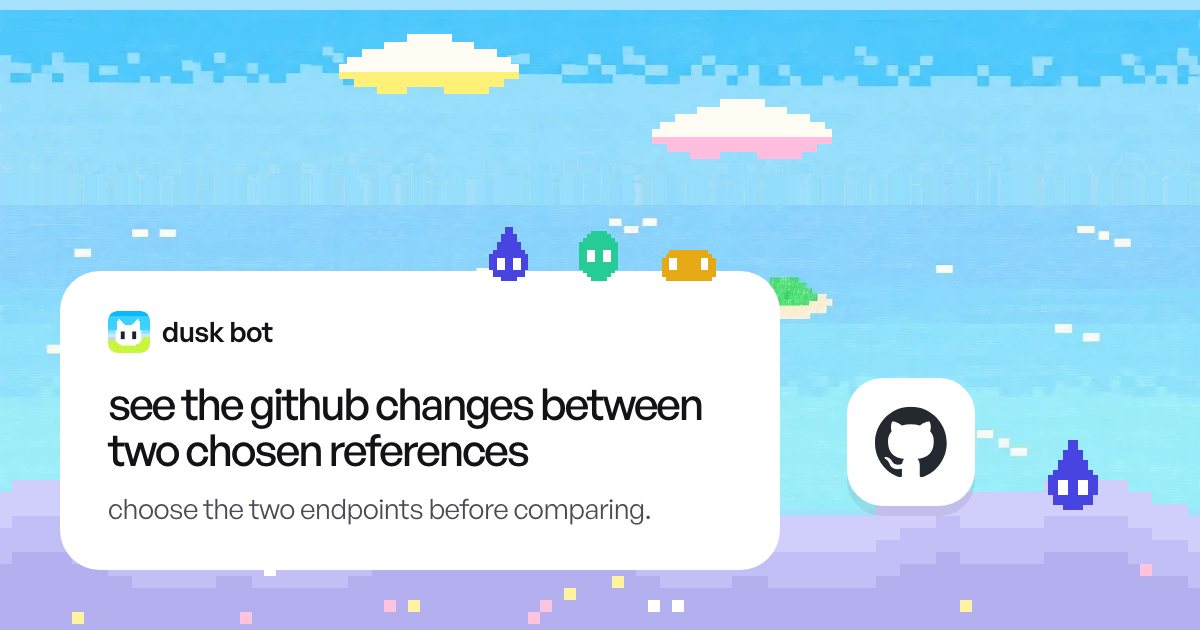 dusk bot
see the github changes between
two chosen references
choose the two endpoints before comparing.